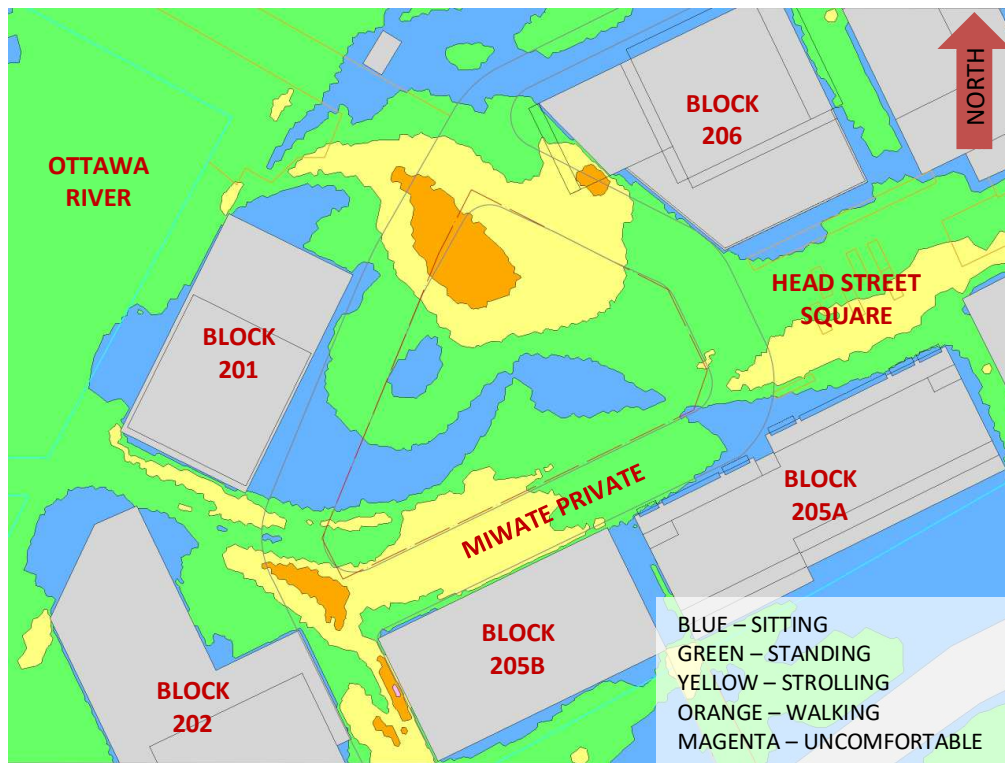 NORTH
BLOCK
206
OTTAWA
RIVER
HEAD STREET
SQUARE
BLOCK
201
BLOCK
205A
MIWATE PRIVATE
BLOCK
205B
BLOCK
202
BLUE – SITTING
GREEN – STANDING
YELLOW – STROLLING
ORANGE – WALKING
MAGENTA – UNCOMFORTABLE